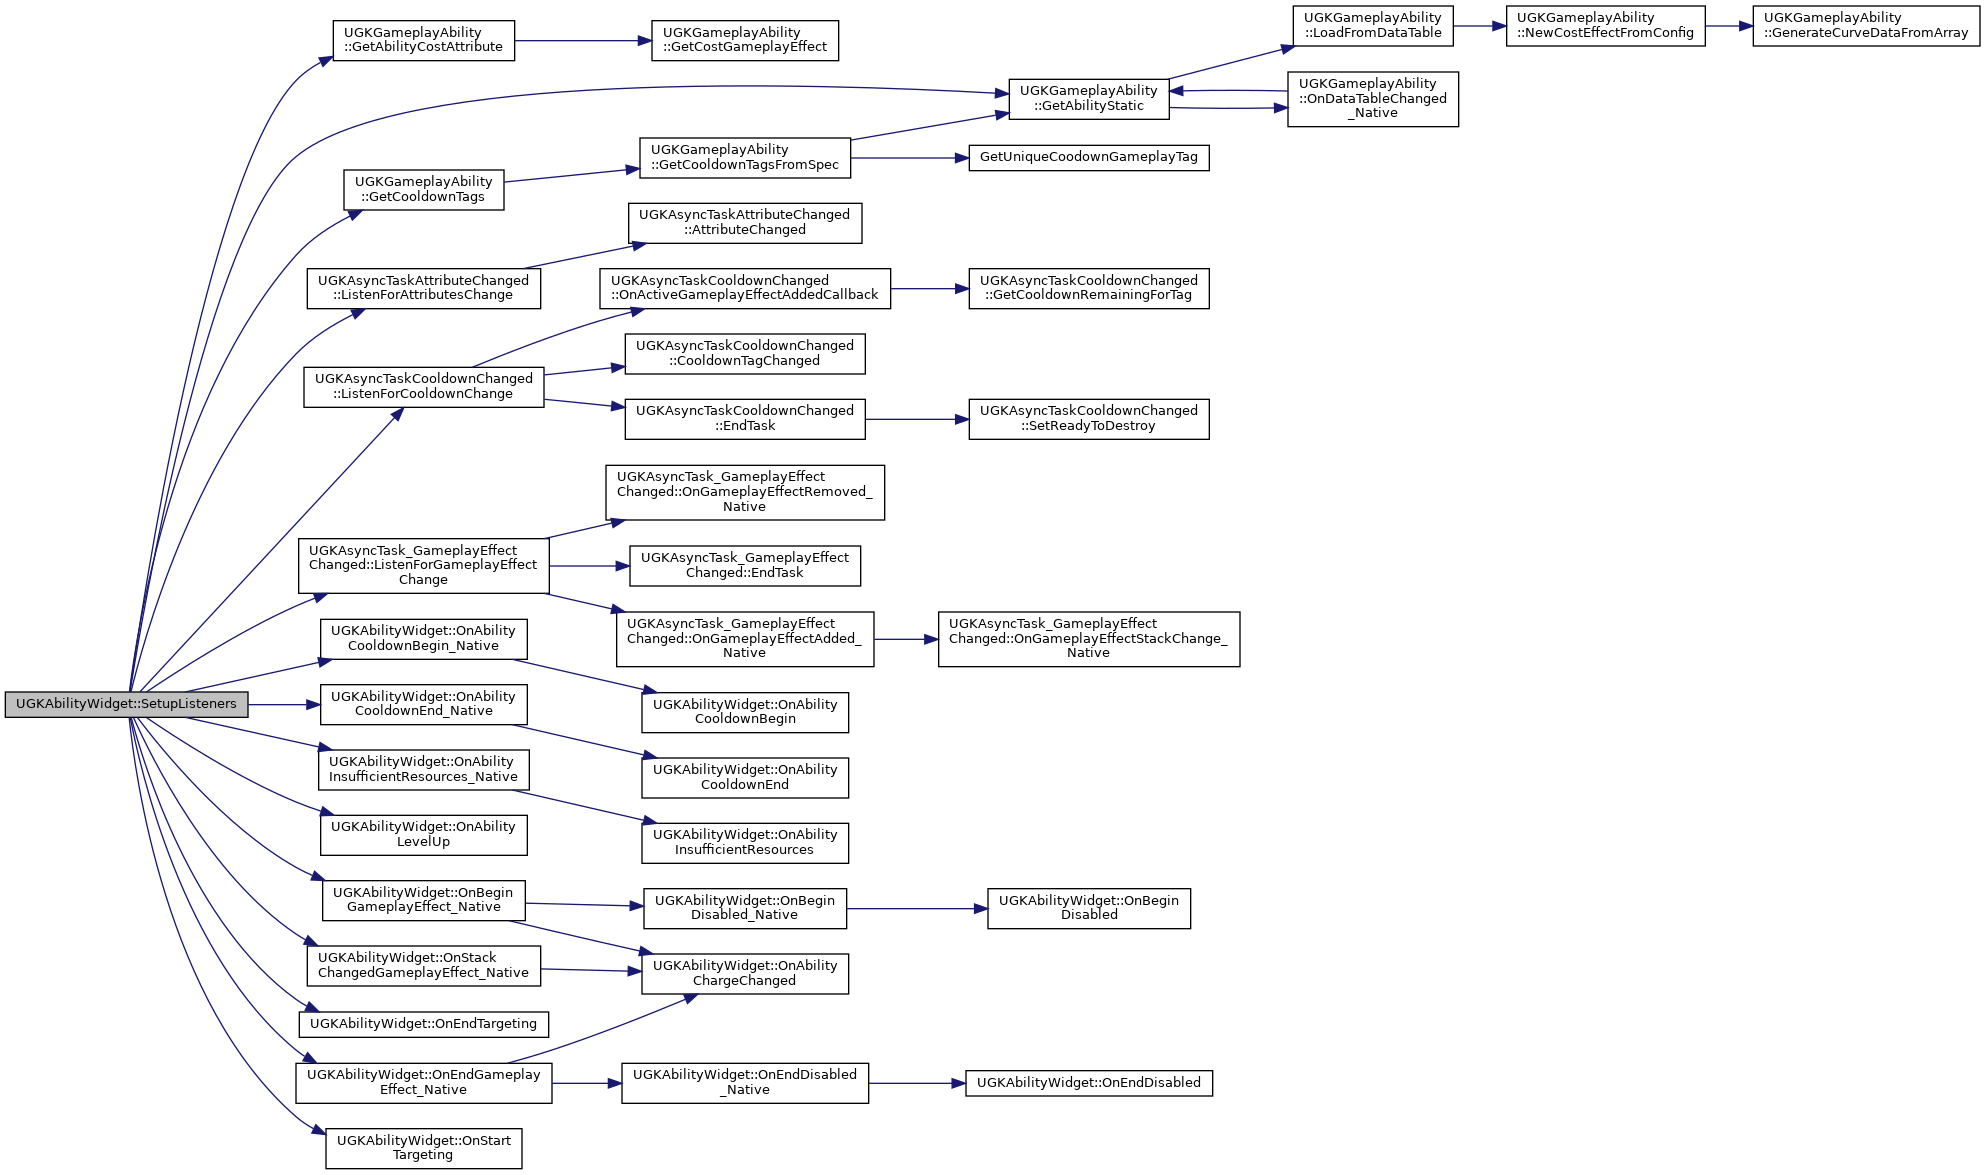 UGKAbilityWidget::SetupListeners
UGKGameplayAbility
::GetAbilityCostAttribute
UGKGameplayAbility
::GetCostGameplayEffect
UGKGameplayAbility
::GetAbilityStatic
UGKGameplayAbility
::LoadFromDataTable
UGKGameplayAbility
::NewCostEffectFromConfig
UGKGameplayAbility
::GenerateCurveDataFromArray
UGKGameplayAbility
::OnDataTableChanged
_Native
UGKGameplayAbility
::GetCooldownTags
UGKGameplayAbility
::GetCooldownTagsFromSpec
GetUniqueCoodownGameplayTag
UGKAsyncTaskAttributeChanged
::ListenForAttributesChange
UGKAsyncTaskAttributeChanged
::AttributeChanged
UGKAsyncTaskCooldownChanged
::ListenForCooldownChange
UGKAsyncTaskCooldownChanged
::OnActiveGameplayEffectAddedCallback
UGKAsyncTaskCooldownChanged
::GetCooldownRemainingForTag
UGKAsyncTaskCooldownChanged
::CooldownTagChanged
UGKAsyncTaskCooldownChanged
::EndTask
UGKAsyncTaskCooldownChanged
::SetReadyToDestroy
UGKAsyncTask_GameplayEffect
Changed::ListenForGameplayEffect
Change
UGKAsyncTask_GameplayEffect
Changed::OnGameplayEffectRemoved_
Native
UGKAsyncTask_GameplayEffect
Changed::EndTask
UGKAsyncTask_GameplayEffect
Changed::OnGameplayEffectAdded_
Native
UGKAsyncTask_GameplayEffect
Changed::OnGameplayEffectStackChange_
Native
UGKAbilityWidget::OnAbility
CooldownBegin_Native
UGKAbilityWidget::OnAbility
CooldownBegin
UGKAbilityWidget::OnAbility
CooldownEnd_Native
UGKAbilityWidget::OnAbility
CooldownEnd
UGKAbilityWidget::OnAbility
InsufficientResources_Native
UGKAbilityWidget::OnAbility
InsufficientResources
UGKAbilityWidget::OnAbility
LevelUp
UGKAbilityWidget::OnBegin
GameplayEffect_Native
UGKAbilityWidget::OnBegin
Disabled_Native
UGKAbilityWidget::OnBegin
Disabled
UGKAbilityWidget::OnStack
ChangedGameplayEffect_Native
UGKAbilityWidget::OnAbility
ChargeChanged
UGKAbilityWidget::OnEndTargeting
UGKAbilityWidget::OnEndGameplay
Effect_Native
UGKAbilityWidget::OnEndDisabled
_Native
UGKAbilityWidget::OnEndDisabled
UGKAbilityWidget::OnStart
Targeting